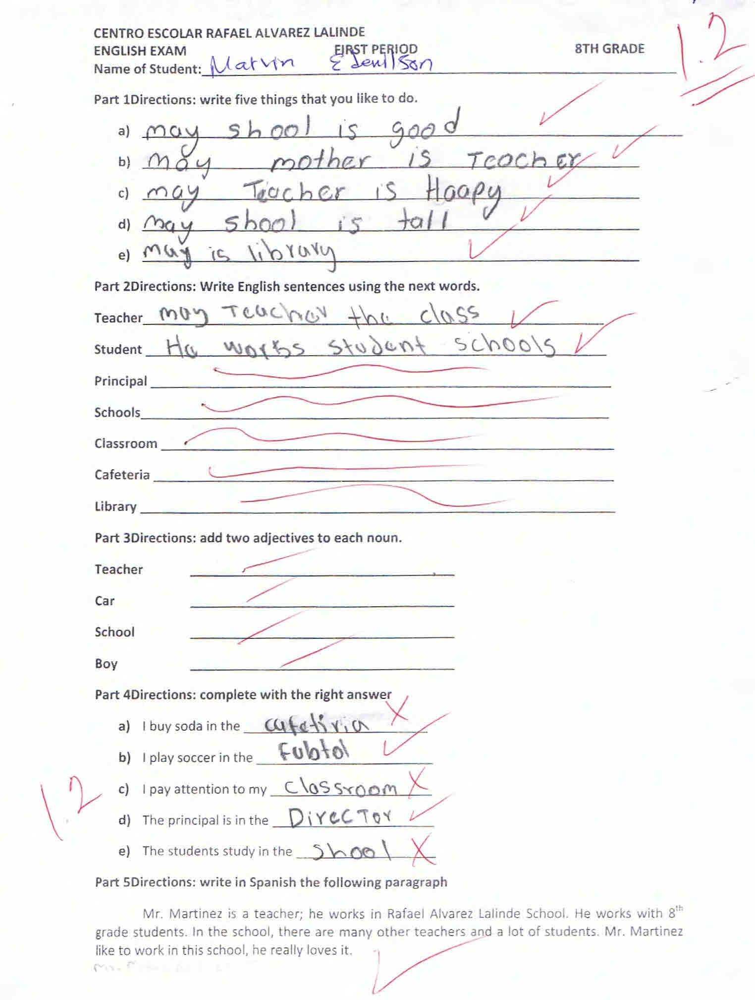 1.2
CENTRO ESCOLAR RAFAEL ALVAREZ LALINDE
ENGLISH EXAM FIRST PERIOD 8TH GRADE
Name of Student: Marvin Edenilson
Part 1Directions: write five things that you like to do.
a) may shool is good
b) may mother is Teacher
c) may Teacher is Haapy
d) may shool is tall
e) may is library
Part 2Directions: Write English sentences using the next words.
Teacher may Teacher the class
Student He works student schools
Principal
Schools
Classroom
Cafeteria
Library
Part 3Directions: add two adjectives to each noun.
Teacher
Car
School
Boy
Part 4Directions: complete with the right answer
a) I buy soda in the cafetiria
b) I play soccer in the Fubtol
1.2
c) I pay attention to my classroom
d) The principal is in the DirecTor
e) The students study in the shool
Part 5Directions: write in Spanish the following paragraph
Mr. Martinez is a teacher; he works in Rafael Alvarez Lalinde School. He works with 8th
grade students. In the school, there are many other teachers and a lot of students. Mr. Martinez
like to work in this school, he really loves it.